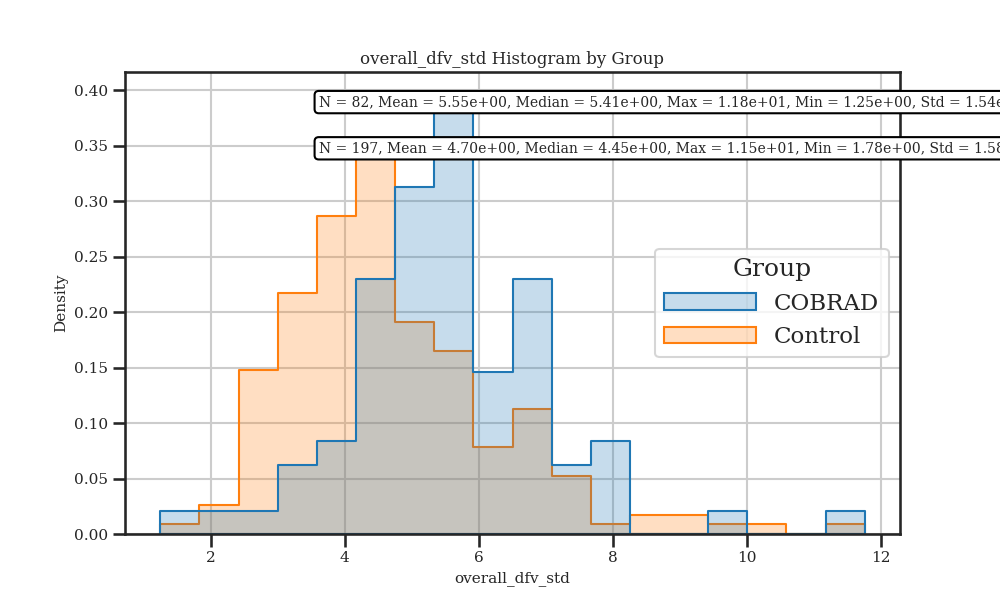 overall_dfv_std Histogram by Group
N = 82, Mean = 5.55e+00, Median = 5.41e+00, Max = 1.18e+01, Min = 1.25e+00, Std = 1.54e
N = 197, Mean = 4.70e+00, Median = 4.45e+00, Max = 1.15e+01, Min = 1.78e+00, Std = 1.58
0.40
0.35
0.30
0.25
0.20
0.15
0.10
0.05
0.00
Density
Group
COBRAD
Control
2 4 6 8 10 12
overall_dfv_std